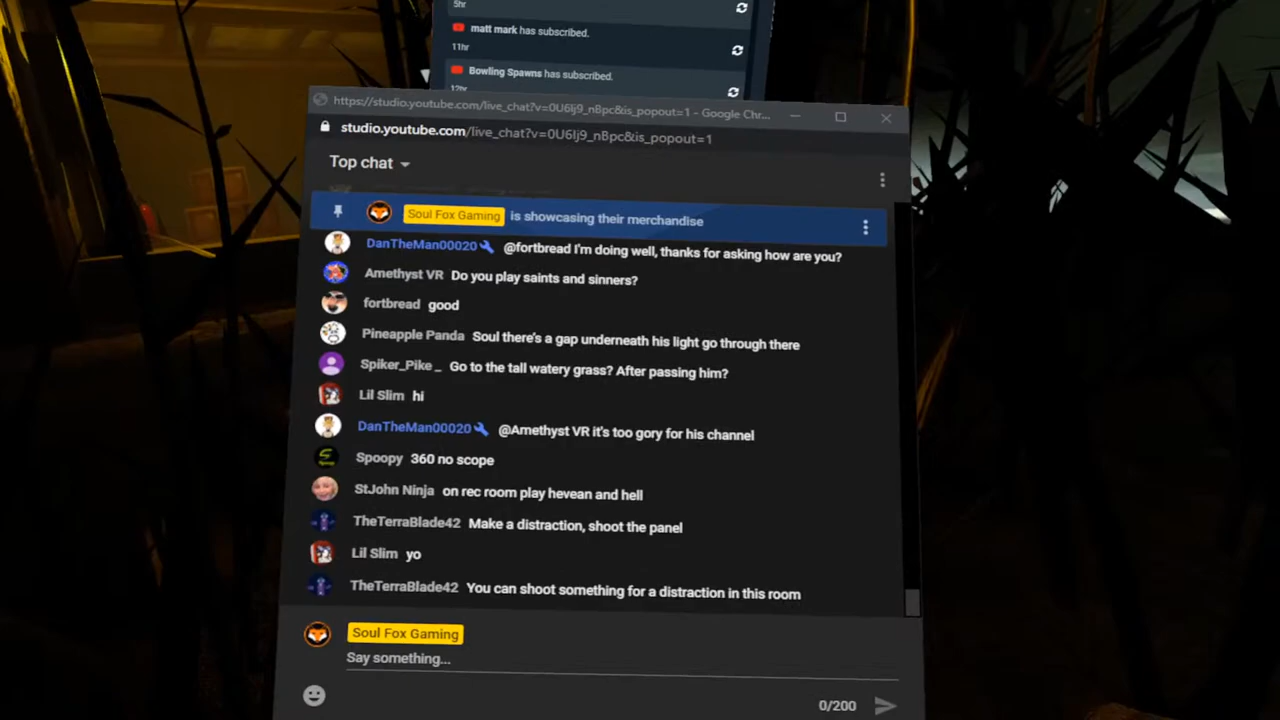 5hr
matt mark has subscribed.
11hr
Bowling Spawns has subscribed.
12hr
https://studio.youtube.com/live_chat?v=0U6lj9_nBpc&is_popout=1 - Google Chr...
studio.youtube.com/live_chat?v=0U6lj9_nBpc&is_popout=1
Top chat
Soul Fox Gaming is showcasing their merchandise
DanTheMan00020 @fortbread I'm doing well, thanks for asking how are you?
Amethyst VR Do you play saints and sinners?
fortbread good
Pineapple Panda Soul there's a gap underneath his light go through there
Spiker_Pike_ Go to the tall watery grass? After passing him?
Lil Slim hi
DanTheMan00020 @Amethyst VR it's too gory for his channel
Spoopy 360 no scope
StJohn Ninja on rec room play hevean and hell
TheTerraBlade42 Make a distraction, shoot the panel
Lil Slim yo
TheTerraBlade42 You can shoot something for a distraction in this room
Soul Fox Gaming
Say something...
0/200